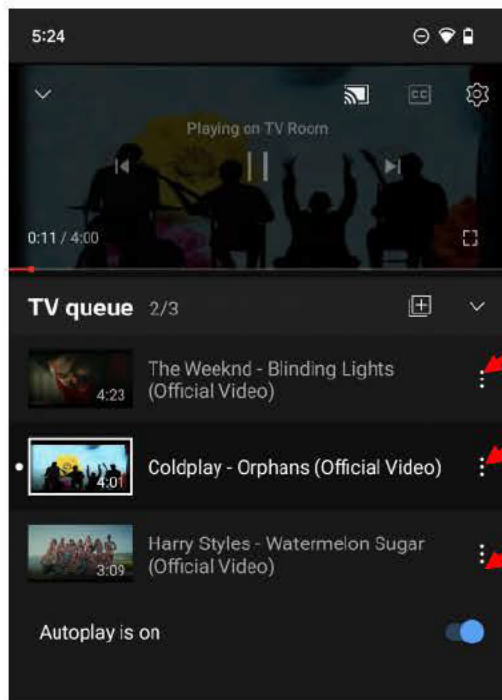 5:24
CC
Playing on TV Room
0:11 / 4:00
TV queue 2/3
The Weeknd - Blinding Lights
(Official Video)
4:23
Coldplay - Orphans (Official Video)
4:01
Harry Styles - Watermelon Sugar
(Official Video)
3:09
Autoplay is on